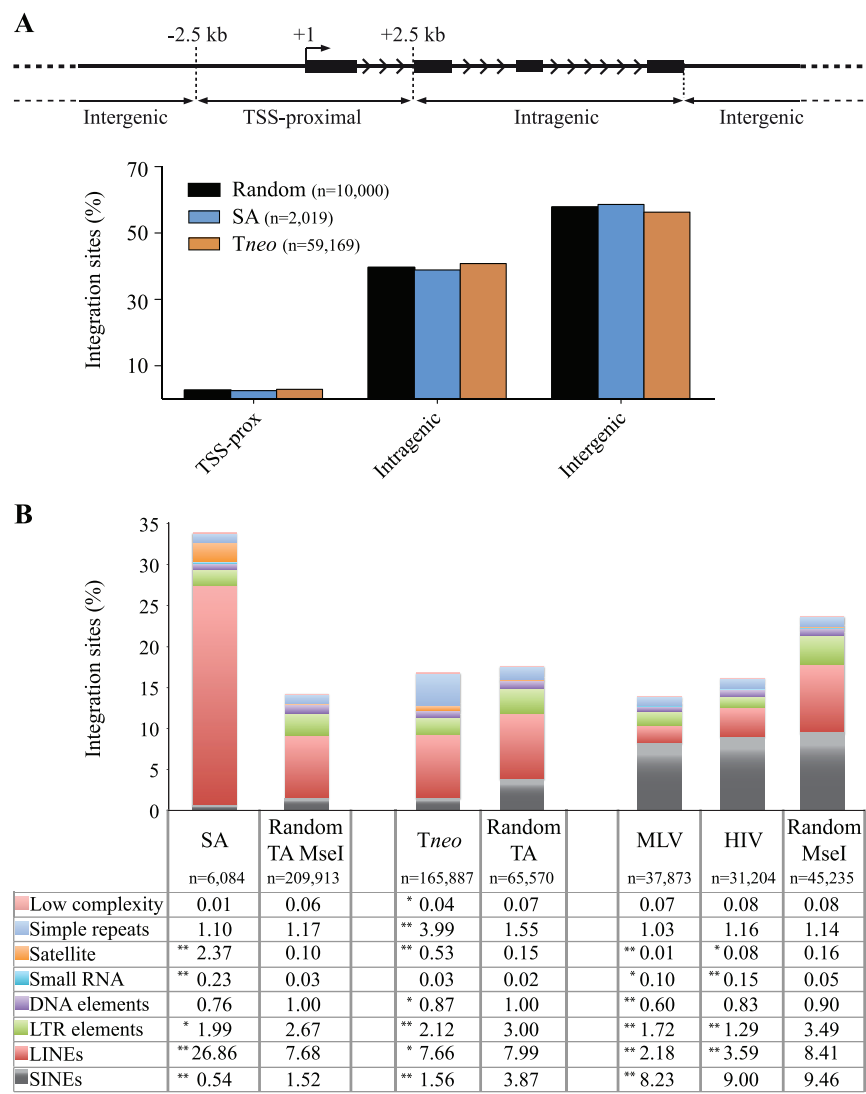 A
-2.5 kb +1 +2.5 kb
Intergenic TSS-proximal Intragenic Intergenic
70
50
30
10
Integration sites (%)
Random (n=10,000)
SA (n=2,019)
Tneo (n=59,169)
TSS-prox Intragenic Intergenic
B
35
30
25
20
15
10
5
0
Integration sites (%)
SA Random TA MseI Tneo Random TA MLV HIV Random MseI
n=6,084 n=209,913 n=165,887 n=65,570 n=37,873 n=31,204 n=45,235
Low complexity 0.01 0.06 * 0.04 0.07 0.07 0.08 0.08
Simple repeats 1.10 1.17 ** 3.99 1.55 1.03 1.16 1.14
Satellite ** 2.37 0.10 ** 0.53 0.15 ** 0.01 * 0.08 0.16
Small RNA ** 0.23 0.03 0.03 0.02 * 0.10 ** 0.15 0.05
DNA elements 0.76 1.00 * 0.87 1.00 ** 0.60 0.83 0.90
LTR elements * 1.99 2.67 ** 2.12 3.00 ** 1.72 ** 1.29 3.49
LINEs ** 26.86 7.68 * 7.66 7.99 ** 2.18 ** 3.59 8.41
SINEs ** 0.54 1.52 ** 1.56 3.87 ** 8.23 9.00 9.46